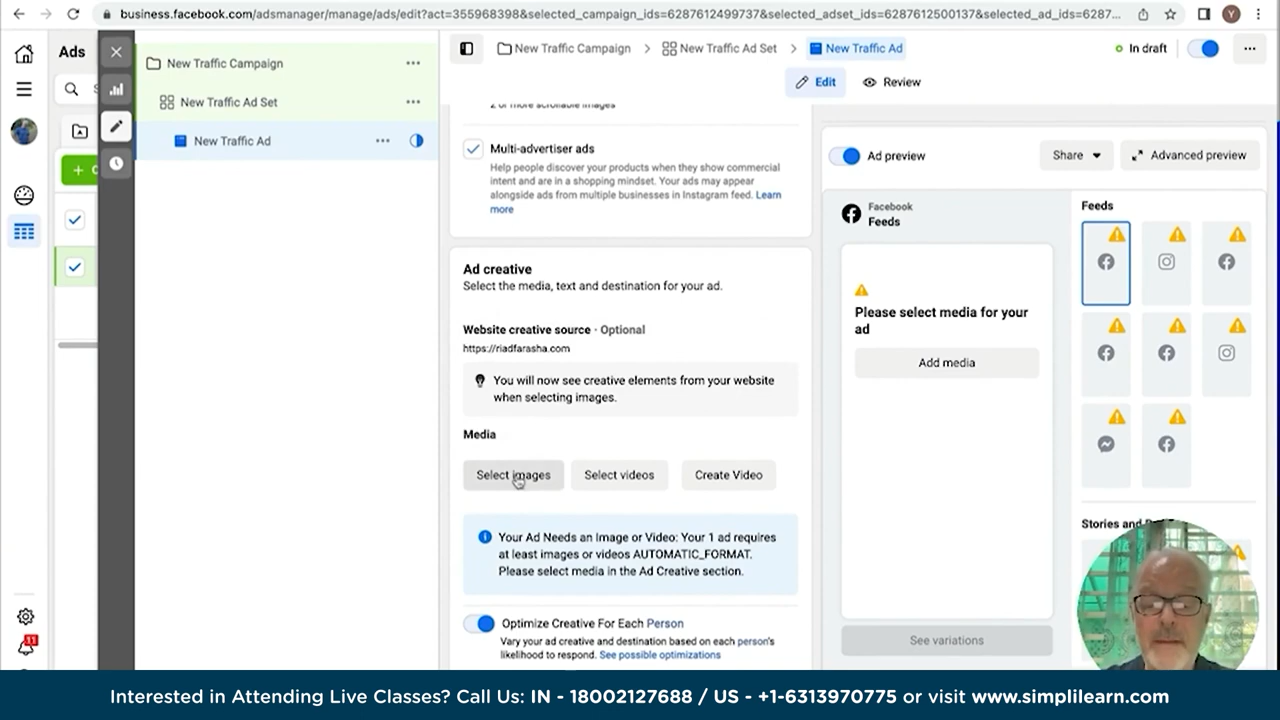 business.facebook.com/adsmanager/manage/ads/edit?act=355968398&selected_campaign_ids=6287612499737&selected_adset_ids=6287612500137&selected_ad_ids=6287...
Y
Ads
New Traffic Campaign
New Traffic Ad Set
New Traffic Ad
New Traffic Campaign
New Traffic Ad Set
New Traffic Ad
In draft
Edit
Review
2 or more scrollable images
Multi-advertiser ads
Help people discover your products when they show commercial
intent and are in a shopping mindset. Your ads may appear
alongside ads from multiple businesses in Instagram feed. Learn
more
Ad creative
Select the media, text and destination for your ad.
Website creative source · Optional
https://riadfarasha.com
You will now see creative elements from your website
when selecting images.
Media
Select images
Select videos
Create Video
Your Ad Needs an Image or Video: Your 1 ad requires
at least images or videos AUTOMATIC_FORMAT.
Please select media in the Ad Creative section.
Optimize Creative For Each Person
Vary your ad creative and destination based on each person's
likelihood to respond. See possible optimizations
Ad preview
Share
Advanced preview
Facebook
Feeds
Please select media for your
ad
Add media
See variations
Feeds
Stories and
11
Interested in Attending Live Classes? Call Us: IN - 18002127688 / US - +1-6313970775 or visit www.simplilearn.com